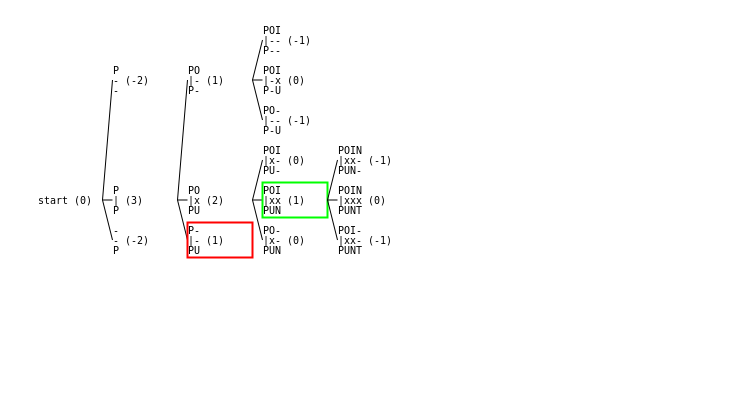 start (0)
P
- (-2)
-
P
| (3)
P
-
- (-2)
P
PO
|- (1)
P-
PO
|x (2)
PU
P-
|- (1)
PU
POI
|-- (-1)
P--
POI
|-x (0)
P-U
PO-
|-- (-1)
P-U
POI
|x- (0)
PU-
POI
|xx (1)
PUN
PO-
|x- (0)
PUN
POIN
|xx- (-1)
PUN-
POIN
|xxx (0)
PUNT
POI-
|xx- (-1)
PUNT